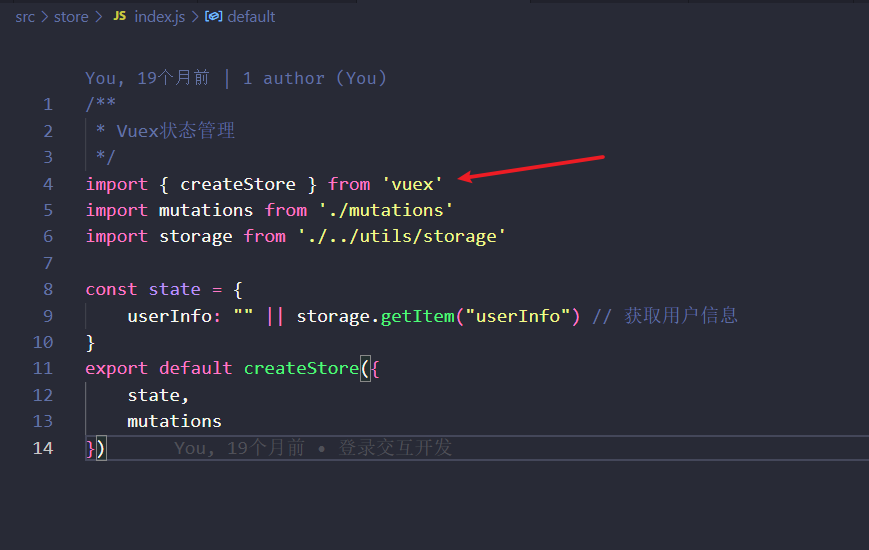 src > store > JS index.js > default
You, 19个月前 | 1 author (You)
1 /**
2 * Vuex状态管理
3 */
4 import { createStore } from 'vuex'
5 import mutations from './mutations'
6 import storage from './../utils/storage'
7
8 const state = {
9 userInfo: "" || storage.getItem("userInfo") // 获取用户信息
10 }
11 export default createStore({
12 state,
13 mutations
14 }) You, 19个月前 • 登录交互开发